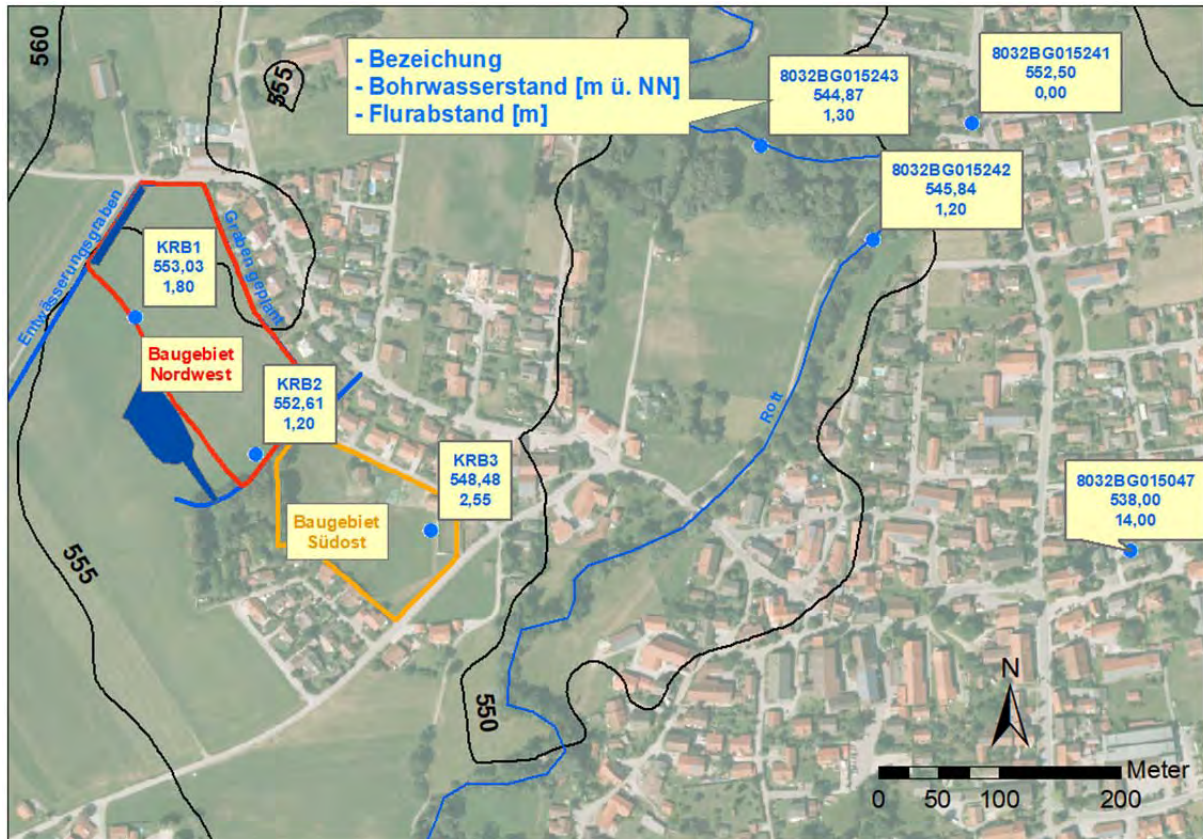 560
555
- Bezeichung
- Bohrwasserstand [m ü. NN]
- Flurabstand [m]
8032BG015243
544,87
1,30
8032BG015241
552,50
0,00
8032BG015242
545,84
1,20
Entwässerungsgraben
Graben geplant
KRB1
553,03
1,80
Baugebiet
Nordwest
KRB2
552,61
1,20
KRB3
548,48
2,55
Baugebiet
Südost
Rott
8032BG015047
538,00
14,00
555
550
N
Meter
0 50 100 200